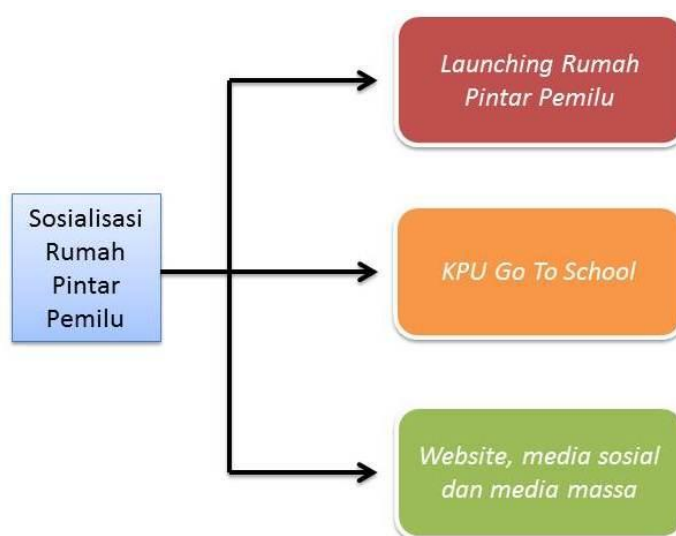 Launching Rumah
Pintar Pemilu
Sosialisasi
Rumah
Pintar
Pemilu
KPU Go To School
Website, media sosial
dan media massa